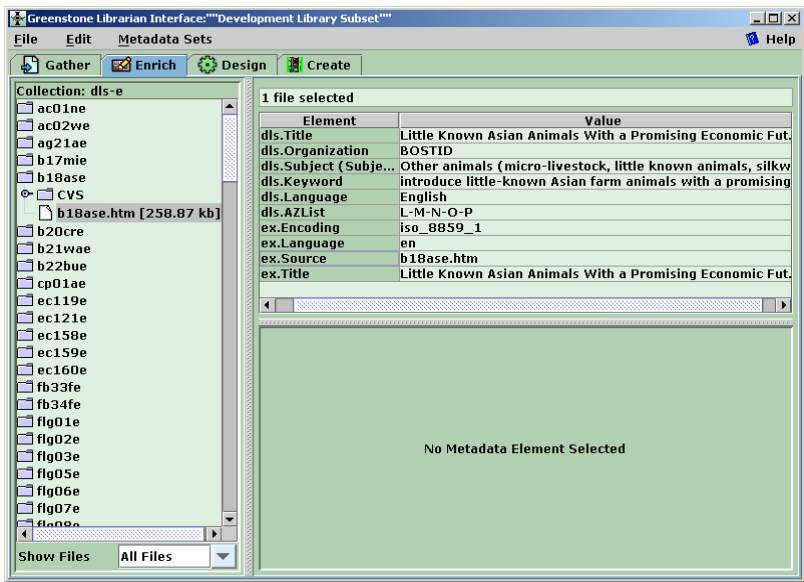 Greenstone Librarian Interface:""Development Library Subset""
File Edit Metadata Sets Help
Gather Enrich Design Create
Collection: dls-e
ac01ne
ac02we
ag21ae
b17mie
b18ase
CVS
b18ase.htm [258.87 kb]
b20cre
b21wae
b22bue
cp01ae
ec119e
ec121e
ec158e
ec159e
ec160e
fb33fe
fb34fe
flg01e
flg02e
flg03e
flg05e
flg06e
flg07e
flg08e
Show Files All Files
1 file selected
Element Value
dls.Title Little Known Asian Animals With a Promising Economic Fut.
dls.Organization BOSTID
dls.Subject (Subje... Other animals (micro-livestock, little known animals, silkw
dls.Keyword introduce little-known Asian farm animals with a promising
dls.Language English
dls.AZList L-M-N-O-P
ex.Encoding iso_8859_1
ex.Language en
ex.Source b18ase.htm
ex.Title Little Known Asian Animals With a Promising Economic Fut.
No Metadata Element Selected